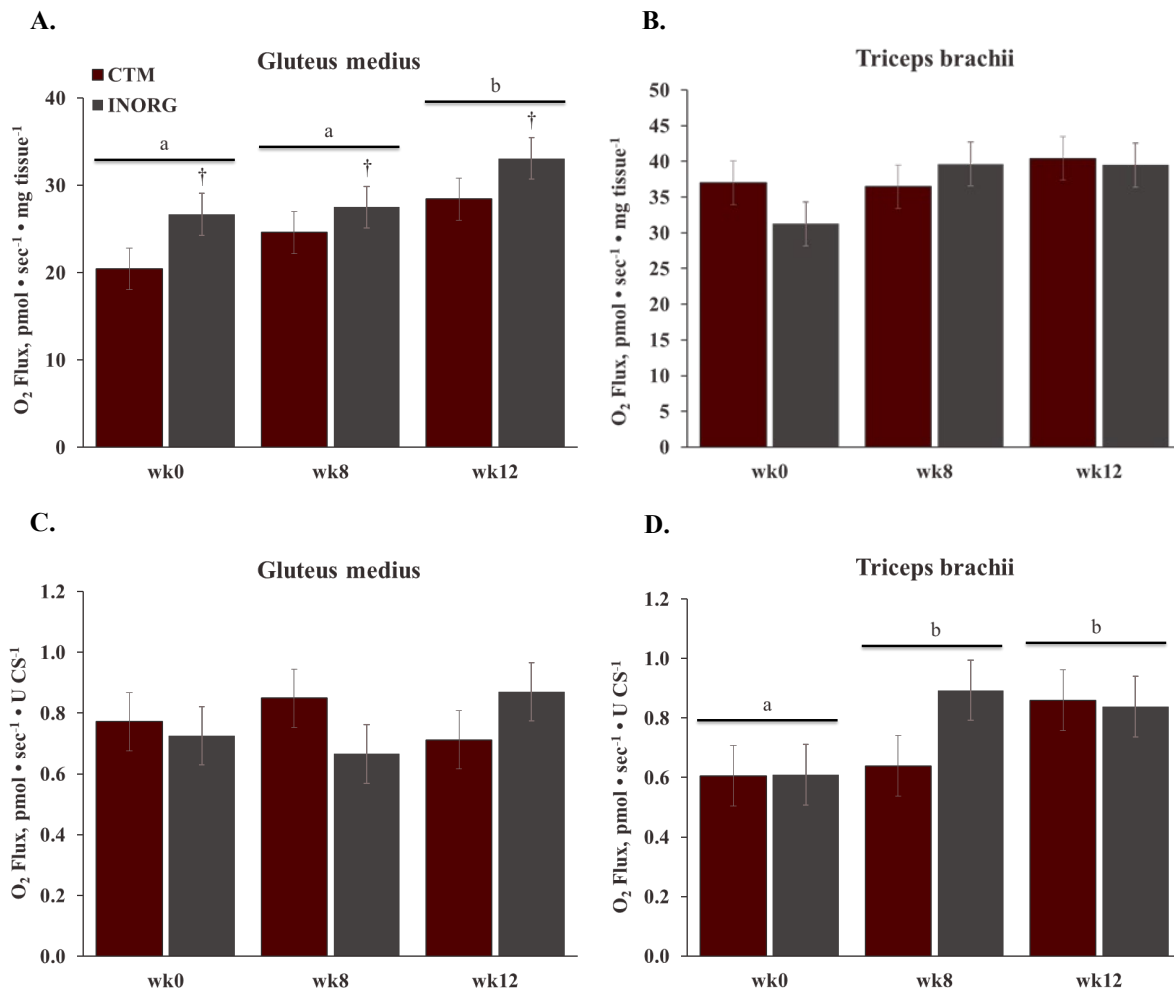 A.
Gluteus medius
CTM
INORG
O₂ Flux, pmol • sec⁻¹ • mg tissue⁻¹
40
30
20
10
0
a
†
a
†
b
†
wk0 wk8 wk12
B.
Triceps brachii
O₂ Flux, pmol • sec⁻¹ • mg tissue⁻¹
50
45
40
35
30
25
20
15
10
5
0
wk0 wk8 wk12
C.
Gluteus medius
O₂ Flux, pmol • sec⁻¹ • U CS⁻¹
1.2
1.0
0.8
0.6
0.4
0.2
0.0
wk0 wk8 wk12
D.
Triceps brachii
O₂ Flux, pmol • sec⁻¹ • U CS⁻¹
1.2
1.0
0.8
0.6
0.4
0.2
0.0
a
b
b
wk0 wk8 wk12